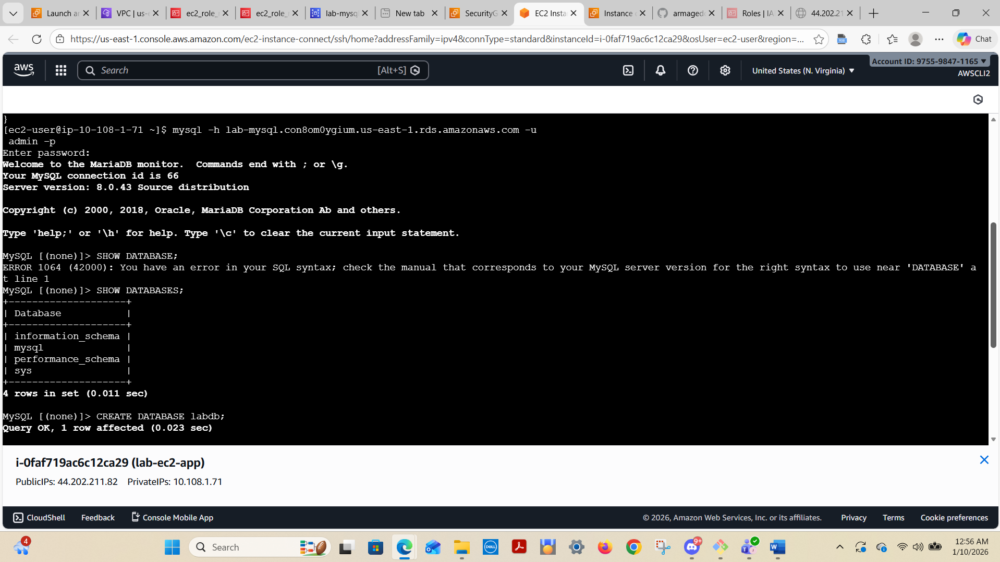 Launch an
VPC | us-e
ec2_role_
ec2_role_
lab-mysq
New tab
SecurityG
EC2 Insta
Instance
armagedo
Roles | IA
44.202.21
https://us-east-1.console.aws.amazon.com/ec2-instance-connect/ssh/home?addressFamily=ipv4&connType=standard&instanceId=i-0faf719ac6c12ca29&osUser=ec2-user&region=...
Chat
aws
Search
[Alt+S]
United States (N. Virginia)
Account ID: 9755-9847-1165
AWSCLI2
}
[ec2-user@ip-10-108-1-71 ~]$ mysql -h lab-mysql.con8om0ygium.us-east-1.rds.amazonaws.com -u
 admin -p
Enter password:
Welcome to the MariaDB monitor.  Commands end with ; or \g.
Your MySQL connection id is 66
Server version: 8.0.43 Source distribution
Copyright (c) 2000, 2018, Oracle, MariaDB Corporation Ab and others.
Type 'help;' or '\h' for help. Type '\c' to clear the current input statement.
MySQL [(none)]> SHOW DATABASE;
ERROR 1064 (42000): You have an error in your SQL syntax; check the manual that corresponds to your MySQL server version for the right syntax to use near 'DATABASE' a
t line 1
MySQL [(none)]> SHOW DATABASES;
+--------------------+
| Database           |
+--------------------+
| information_schema |
| mysql              |
| performance_schema |
| sys                |
+--------------------+
4 rows in set (0.011 sec)
MySQL [(none)]> CREATE DATABASE labdb;
Query OK, 1 row affected (0.023 sec)
i-0faf719ac6c12ca29 (lab-ec2-app)
PublicIPs: 44.202.211.82    PrivateIPs: 10.108.1.71
CloudShell
Feedback
Console Mobile App
© 2026, Amazon Web Services, Inc. or its affiliates.
Privacy
Terms
Cookie preferences
4
Search
DELL
9+
12:56 AM
1/10/2026